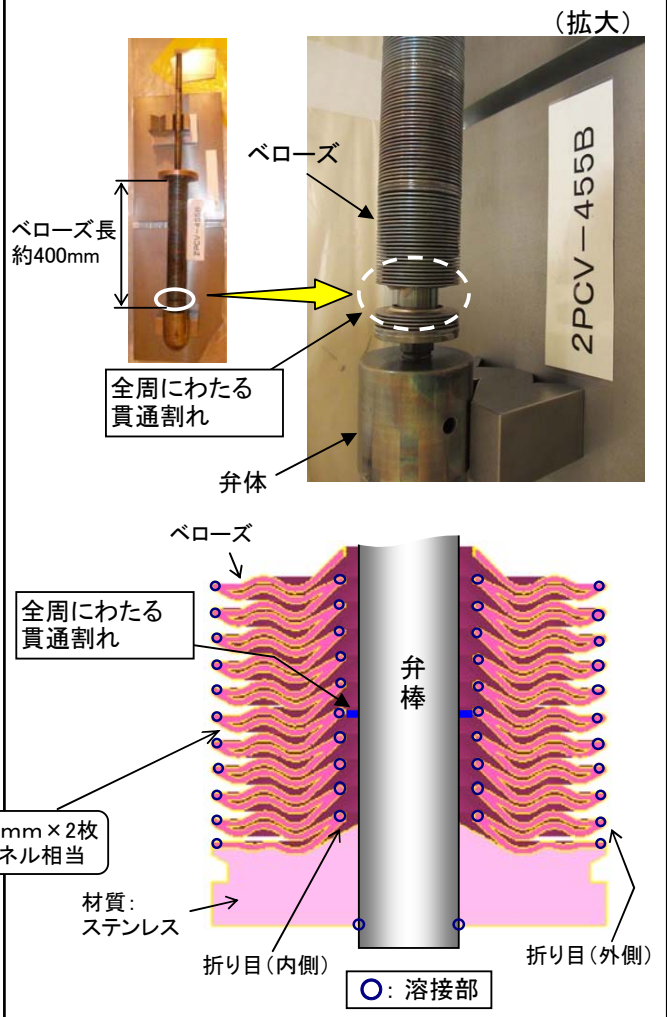 (拡大)
ベローズ
ベローズ長
約400mm
2PCV-455B
2PCV-455B
全周にわたる
貫通割れ
弁体
ベローズ
全周にわたる
貫通割れ
弁棒
mm×2枚
ネル相当
材質:
ステンレス
折り目(内側)
折り目(外側)
○: 溶接部